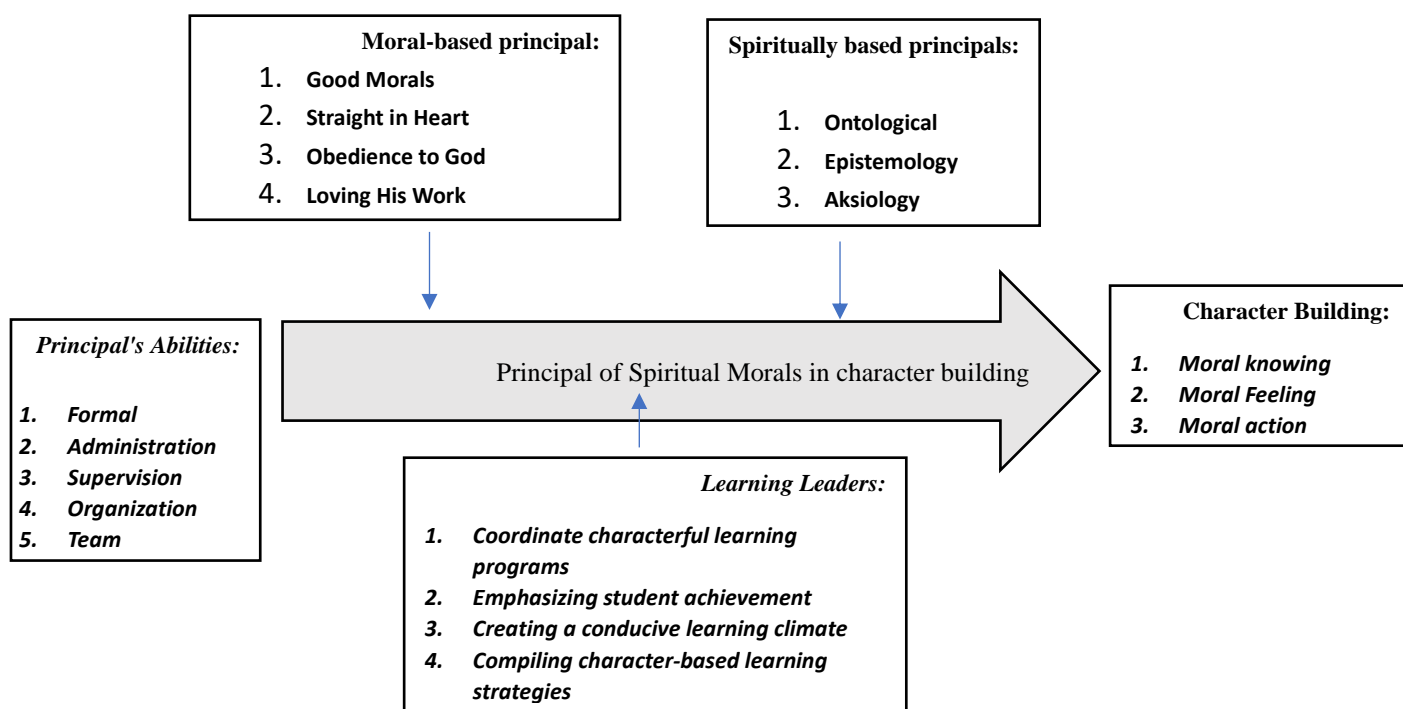 Moral-based principal:
1. Good Morals
2. Straight in Heart
3. Obedience to God
4. Loving His Work
Spiritually based principals:
1. Ontological
2. Epistemology
3. Aksiology
Principal's Abilities:
1. Formal
2. Administration
3. Supervision
4. Organization
5. Team
Principal of Spiritual Morals in character building
Character Building:
1. Moral knowing
2. Moral Feeling
3. Moral action
Learning Leaders:
1. Coordinate characterful learning
programs
2. Emphasizing student achievement
3. Creating a conducive learning climate
4. Compiling character-based learning
strategies